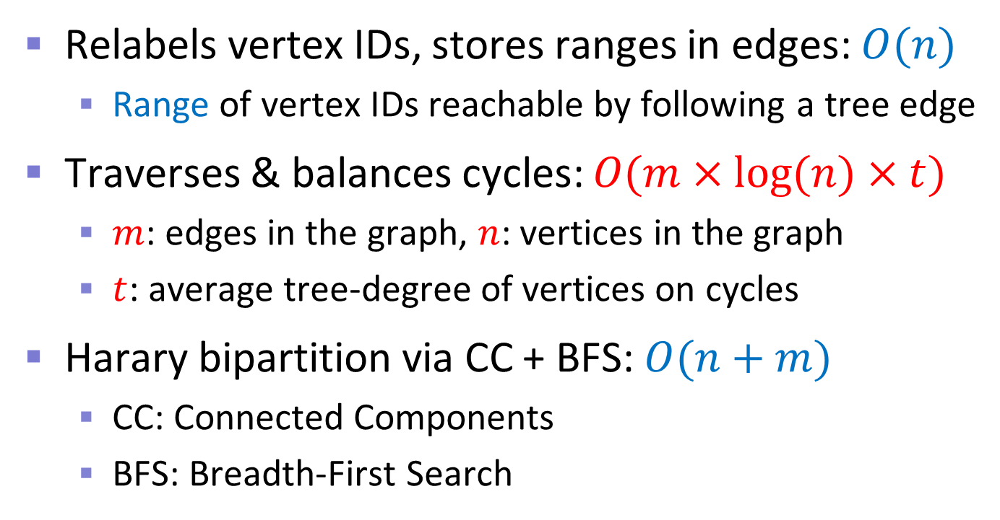 ▪ Relabels vertex IDs, stores ranges in edges: O(n)
▪ Range of vertex IDs reachable by following a tree edge
▪ Traverses & balances cycles: O(m × log(n) × t)
▪ m: edges in the graph, n: vertices in the graph
▪ t: average tree-degree of vertices on cycles
▪ Harary bipartition via CC + BFS: O(n + m)
▪ CC: Connected Components
▪ BFS: Breadth-First Search